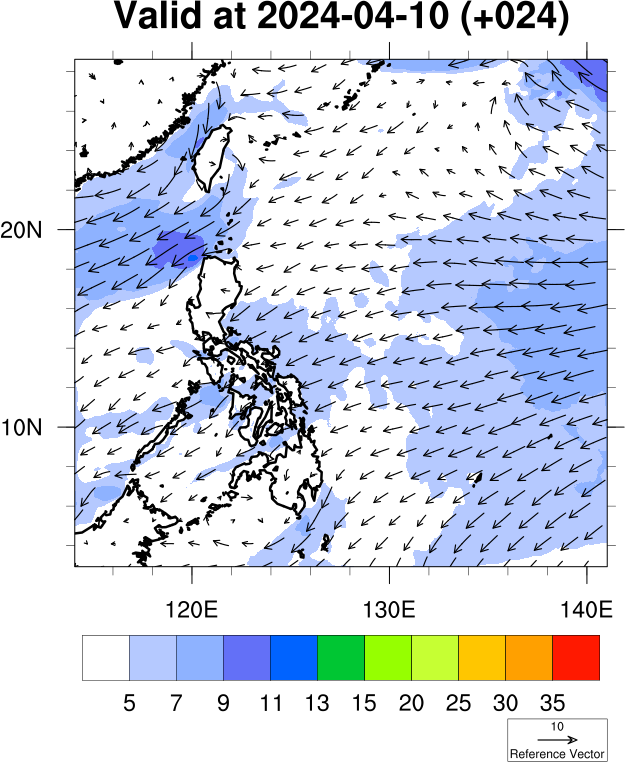 Valid at 2024-04-10 (+024)
20N
10N
120E 130E 140E
5 7 9 11 13 15 20 25 30 35
10
Reference Vector